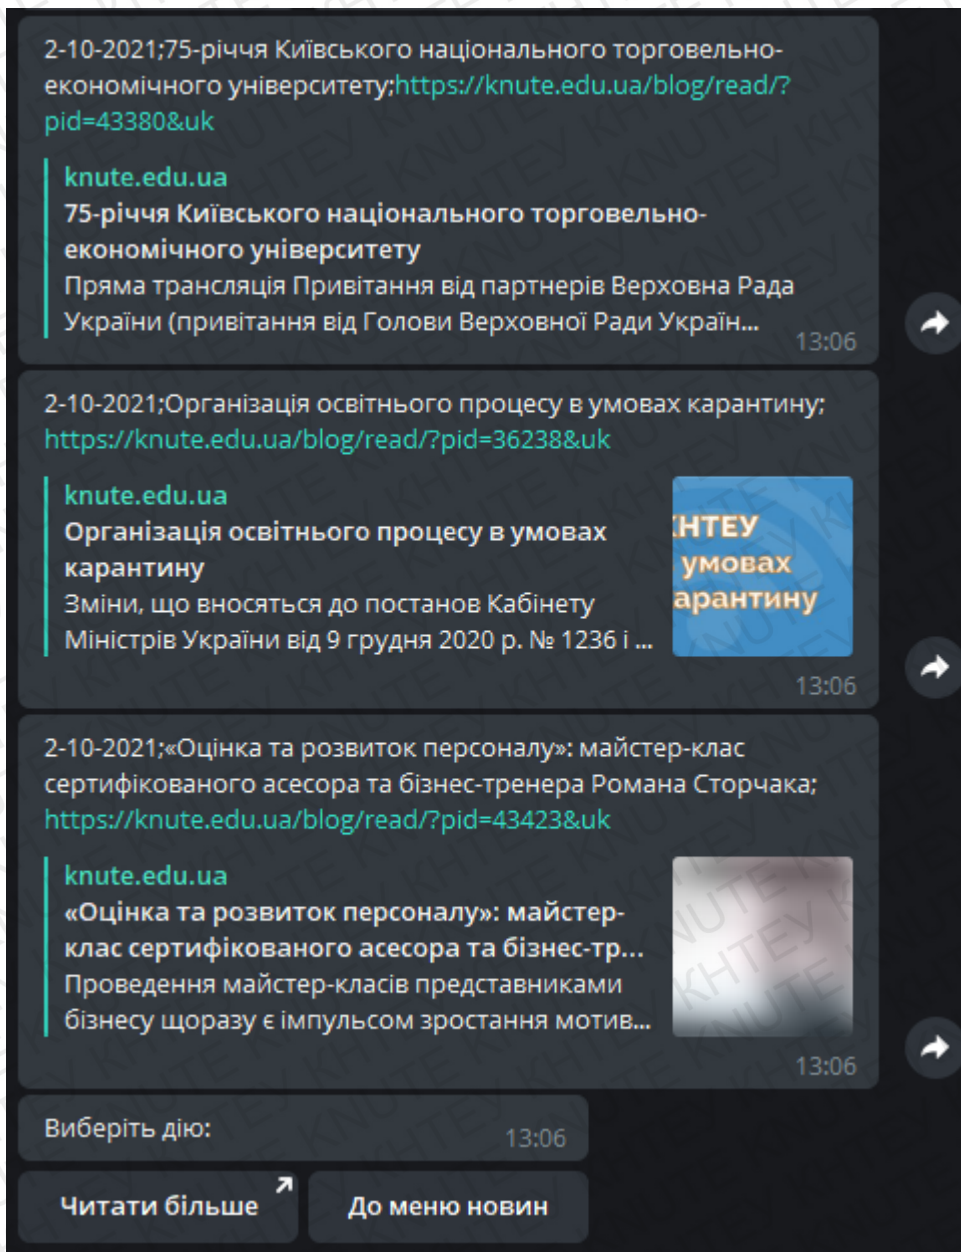 2-10-2021;75-річчя Київського національного торговельно-
економічного університету;https://knute.edu.ua/blog/read/?
pid=43380&uk
knute.edu.ua
75-річчя Київського національного торговельно-
економічного університету
Пряма трансляція Привітання від партнерів Верховна Рада
України (привітання від Голови Верховної Ради Україн...
13:06
2-10-2021;Організація освітнього процесу в умовах карантину;
https://knute.edu.ua/blog/read/?pid=36238&uk
knute.edu.ua
Організація освітнього процесу в умовах
карантину
Зміни, що вносяться до постанов Кабінету
Міністрів України від 9 грудня 2020 р. № 1236 і ...
КНТЕУ
умовах
арантину
13:06
2-10-2021;«Оцінка та розвиток персоналу»: майстер-клас
сертифікованого асесора та бізнес-тренера Романа Сторчака;
https://knute.edu.ua/blog/read/?pid=43423&uk
knute.edu.ua
«Оцінка та розвиток персоналу»: майстер-
клас сертифікованого асесора та бізнес-тр...
Проведення майстер-класів представниками
бізнесу щоразу є імпульсом зростання мотив...
13:06
Виберіть дію:
13:06
Читати більше
До меню новин